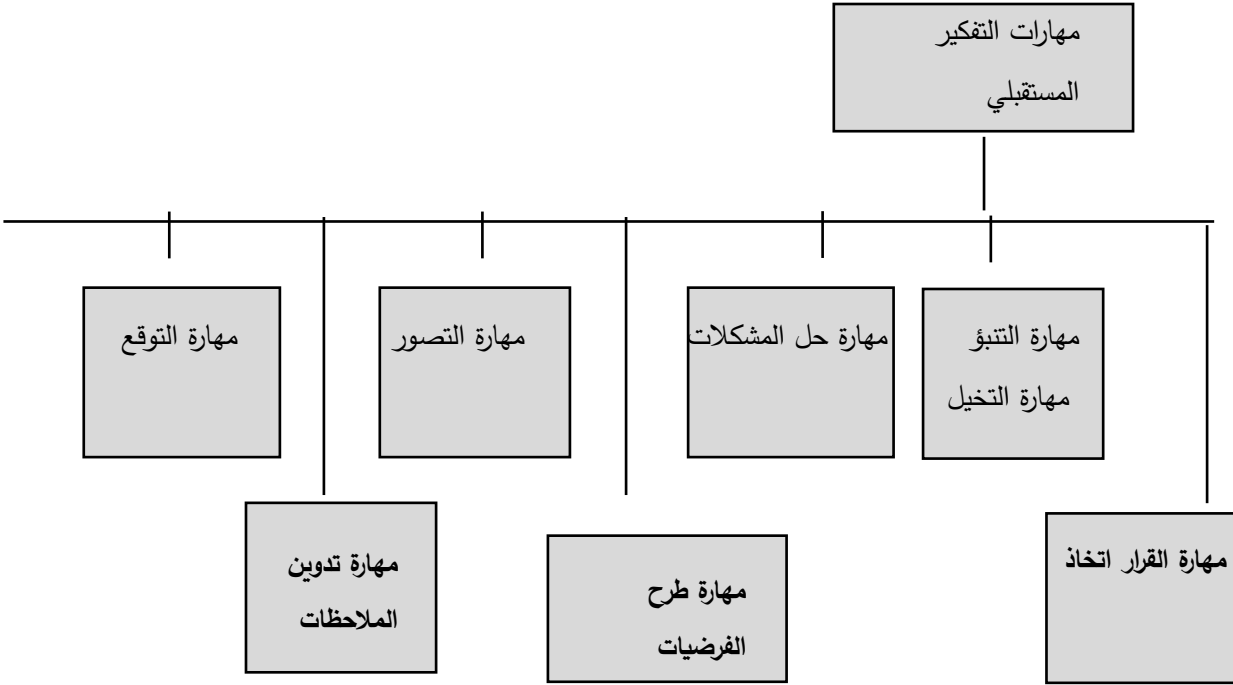 مهارات التفكير
المستقبلي
مهارة التنبؤ
مهارة التخيل
مهارة حل المشكلات
مهارة التصور
مهارة التوقع
مهارة القرار اتخاذ
مهارة طرح
الفرضيات
مهارة تدوين
الملاحظات